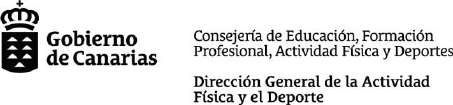 Gobierno
de Canarias
Consejería de Educación, Formación
Profesional, Actividad Física y Deportes
Dirección General de la Actividad
Física y el Deporte